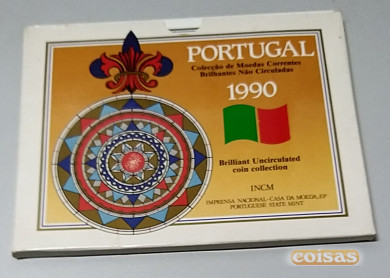 PORTUGAL
Colecção de Moedas Correntes
Brilhantes Não Circuladas
1990
Brilliant Uncirculated
coin collection
INCM
IMPRENSA NACIONAL-CASA DA MOEDA, EP
PORTUGUESE STATE MINT
coisas